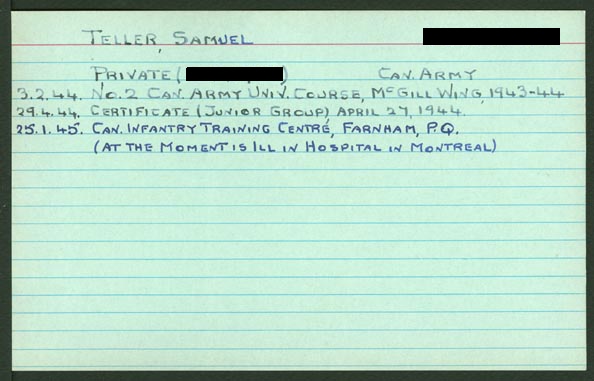 TELLER, SAMUEL
PRIVATE ( ) CAN. ARMY
3.2.44. NO. 2 CAN. ARMY UNIV. COURSE, MCGILL WING, 1943-44
29.4.44. CERTIFICATE (JUNIOR GROUP) APRIL 27, 1944.
25.1.45. CAN. INFANTRY TRAINING CENTRE, FARNHAM, P.Q.
(AT THE MOMENT IS ILL IN HOSPITAL IN MONTREAL)